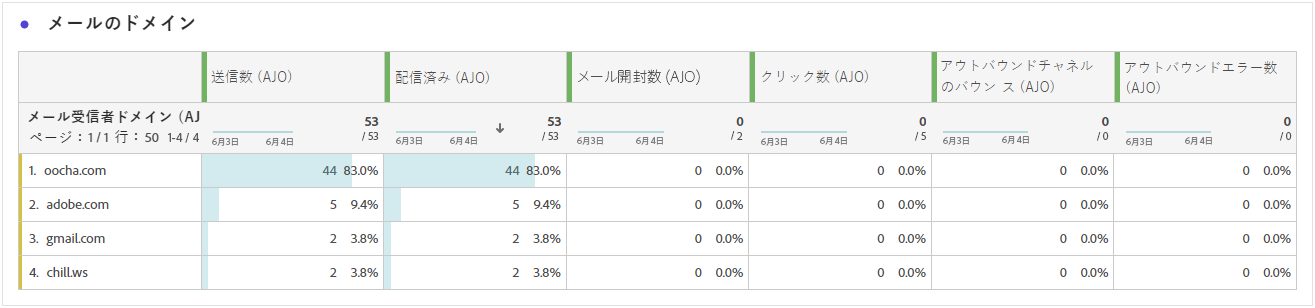 メールのドメイン
送信数 (AJO)
配信済み (AJO)
メール開封数 (AJO)
クリック数 (AJO)
アウトバウンドチャネル
のバウン ス (AJO)
アウトバウンドエラー数
(AJO)
メール受信者ドメイン (AJ
ページ：1 / 1 行： 50 1-4 / 4
53
/ 53
6月3日 6月4日
53
/ 53
6月3日 6月4日
0
/ 2
6月3日 6月4日
0
/ 5
6月3日 6月4日
0
/ 0
6月3日 6月4日
0
/ 0
6月3日 6月4日
1. oocha.com 44 83.0% 44 83.0% 0 0.0% 0 0.0% 0 0.0% 0 0.0%
2. adobe.com 5 9.4% 5 9.4% 0 0.0% 0 0.0% 0 0.0% 0 0.0%
3. gmail.com 2 3.8% 2 3.8% 0 0.0% 0 0.0% 0 0.0% 0 0.0%
4. chill.ws 2 3.8% 2 3.8% 0 0.0% 0 0.0% 0 0.0% 0 0.0%